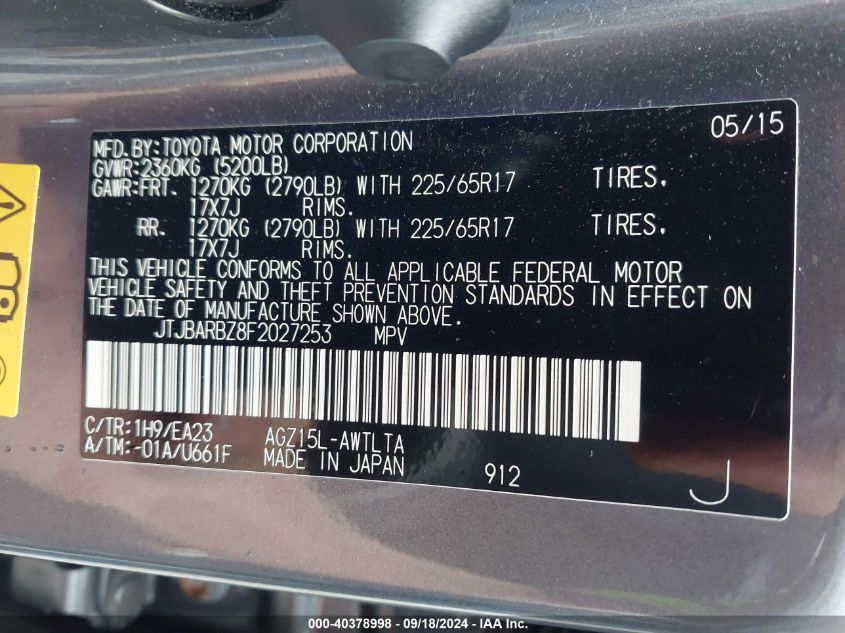 05/15
MFD. BY: TOYOTA MOTOR CORPORATION
GVWR: 2360KG (5200LB)
GAWR: FRT. 1270KG (2790LB) WITH 225/65R17 TIRES,
17X7J RIMS.
RR. 1270KG (2790LB) WITH 225/65R17 TIRES,
17X7J RIMS.
THIS VEHICLE CONFORMS TO ALL APPLICABLE FEDERAL MOTOR
VEHICLE SAFETY AND THEFT PREVENTION STANDARDS IN EFFECT ON
THE DATE OF MANUFACTURE SHOWN ABOVE.
JTJBARBZ8F2027253 MPV
C/TR: 1H9/EA23 AGZ15L-AWTLTA
A/TM: -01A/U661F MADE IN JAPAN 912
J
000-40378998 - 09/18/2024 - IAAI.COM